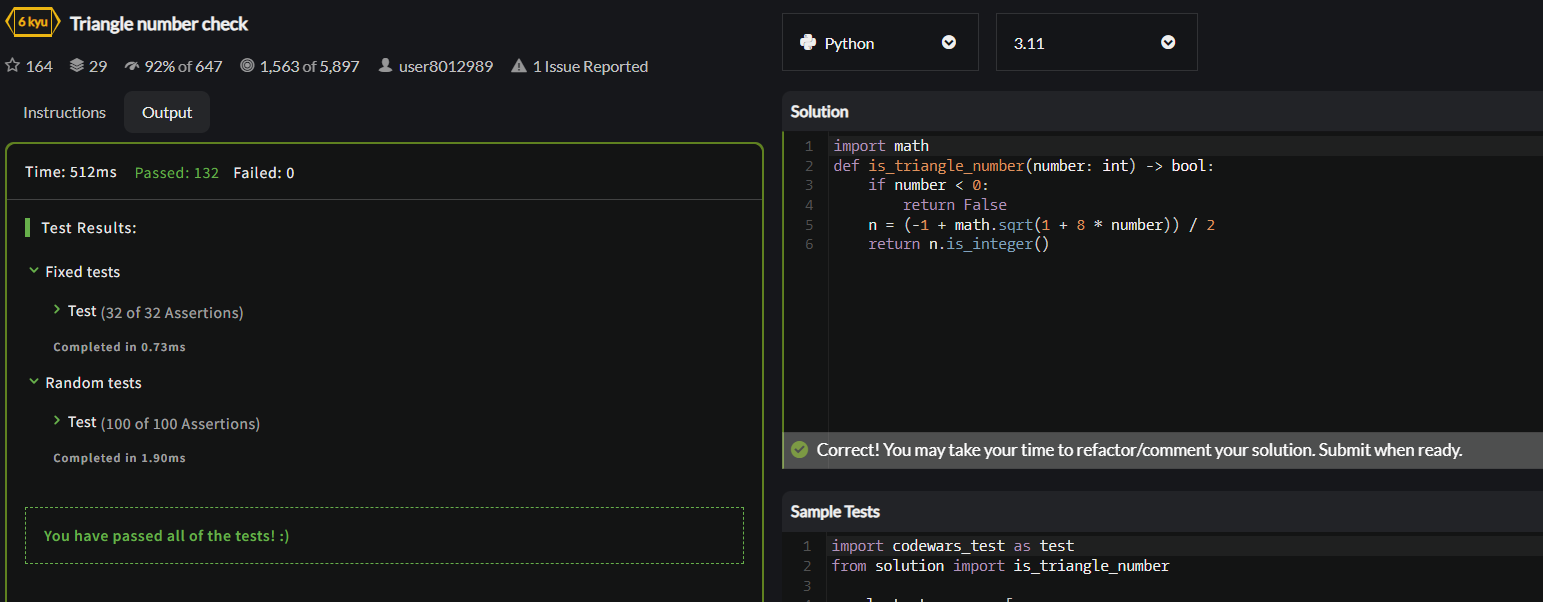 6 kyu Triangle number check
164 29 92% of 647 1,563 of 5,897 user8012989 1 Issue Reported
Instructions Output
Time: 512ms Passed: 132 Failed: 0
Test Results:
Fixed tests
Test (32 of 32 Assertions)
Completed in 0.73ms
Random tests
Test (100 of 100 Assertions)
Completed in 1.90ms
You have passed all of the tests! :)
Python 3.11
Solution
1 import math
2 def is_triangle_number(number: int) -> bool:
3     if number < 0:
4         return False
5     n = (-1 + math.sqrt(1 + 8 * number)) / 2
6     return n.is_integer()
Correct! You may take your time to refactor/comment your solution. Submit when ready.
Sample Tests
1 import codewars_test as test
2 from solution import is_triangle_number
3